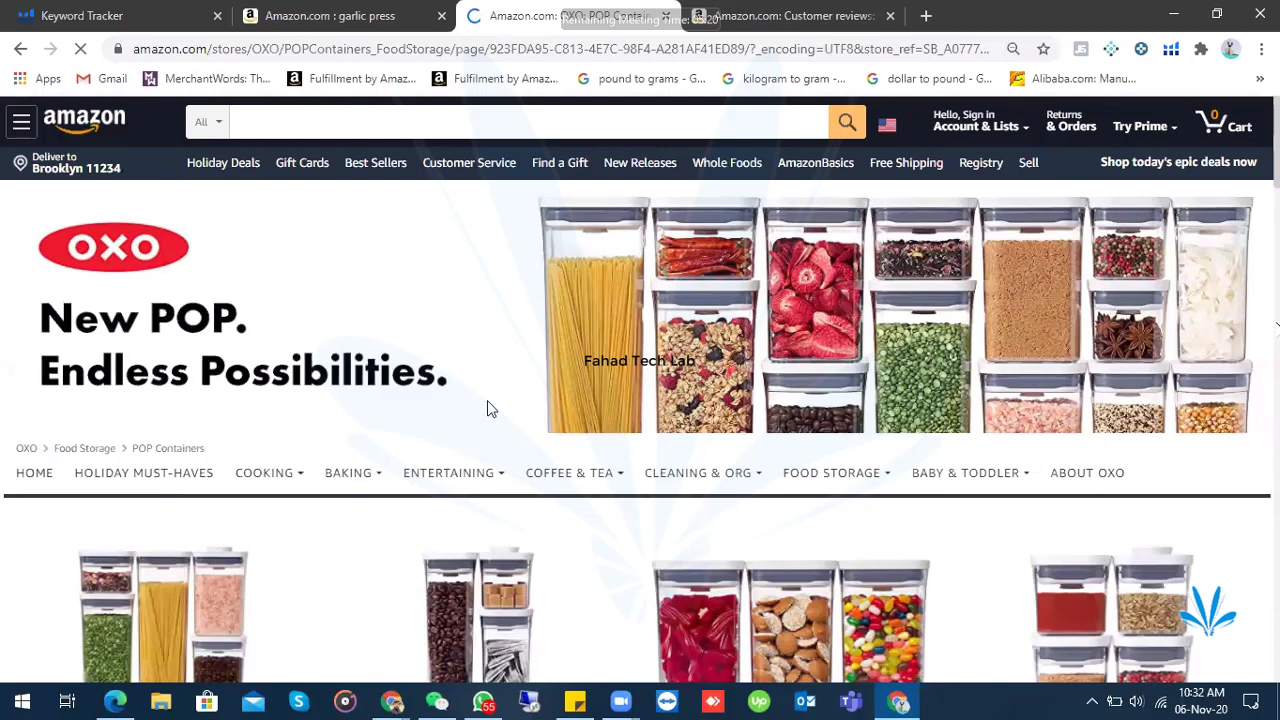 Keyword Tracker
Amazon.com : garlic press
Amazon.com: OXO: POP Contain
Amazon.com: Customer reviews:
Remaining Meeting Time:
amazon.com/stores/OXO/POPContainers_FoodStorage/page/923FDA95-C813-4E7C-98F4-A281AF41ED89/?_encoding=UTF8&store_ref=SB_A0777...
Apps
Gmail
MerchantWords: Th...
Fulfillment by Amaz...
Fulfilment by Amaz...
pound to grams - G...
kilogram to gram -...
dollar to pound - G...
Alibaba.com: Manu...
»
amazon
All
Hello, Sign in
Account & Lists
Returns
& Orders
Try Prime
0
Cart
Deliver to
Brooklyn 11234
Holiday Deals
Gift Cards
Best Sellers
Customer Service
Find a Gift
New Releases
Whole Foods
AmazonBasics
Free Shipping
Registry
Sell
Shop today's epic deals now
OXO
New POP.
Endless Possibilities.
Fahad Tech Lab
OXO > Food Storage > POP Containers
HOME
HOLIDAY MUST-HAVES
COOKING
BAKING
ENTERTAINING
COFFEE & TEA
CLEANING & ORG
FOOD STORAGE
BABY & TODDLER
ABOUT OXO
55
Up
10:32 AM
06-Nov-20